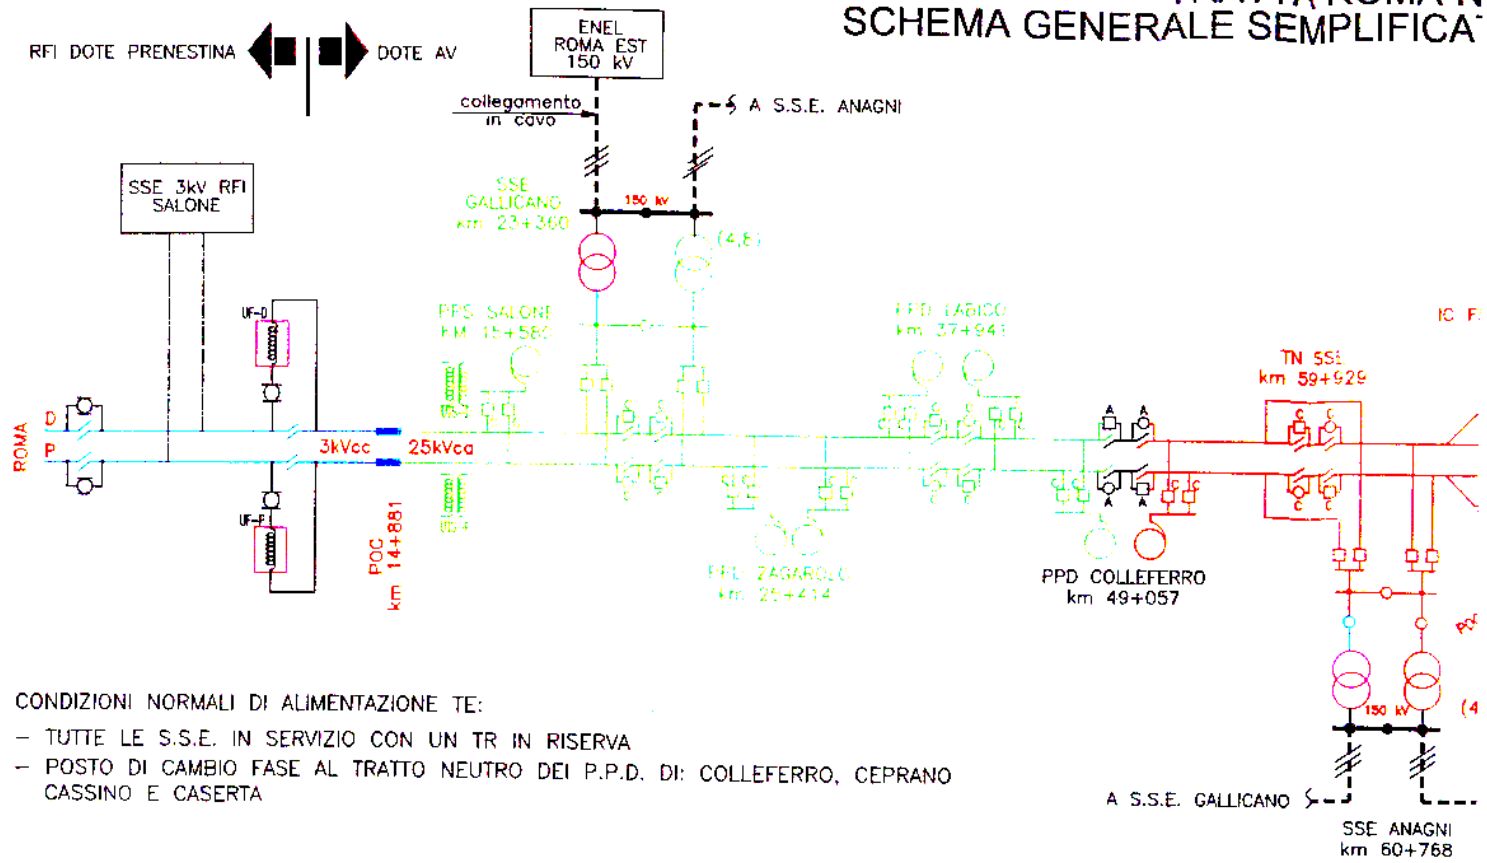 SCHEMA GENERALE SEMPLIFICA
RFI DOTE PRENESTINA
DOTE AV
ENEL
ROMA EST
150 kV
collegamento
in cavo
A S.S.E. ANAGNI
SSE 3kV RFI
SALONE
SSE
GALLICANO
km 23+360
150 kV
(4,8)
UF-D
PPS SALONE
KM 15+580
PPD LABICO
km 37+941
TN SSE
km 59+929
ROMA
D
P
3kVcc
25kVca
C
C
C
C
C
C
C
C
A
A
C
C
A
A
C
C
C
C
C
C
C
C
C
C
UF-P
POC
km 14+881
PPD ZAGAROLO
km 25+414
PPD COLLEFERRO
km 49+057
CONDIZIONI NORMALI DI ALIMENTAZIONE TE:
– TUTTE LE S.S.E. IN SERVIZIO CON UN TR IN RISERVA
– POSTO DI CAMBIO FASE AL TRATTO NEUTRO DEI P.P.D. DI: COLLEFERRO, CEPRANO
CASSINO E CASERTA
150 kV
(4
A S.S.E. GALLICANO
SSE ANAGNI
km 60+768